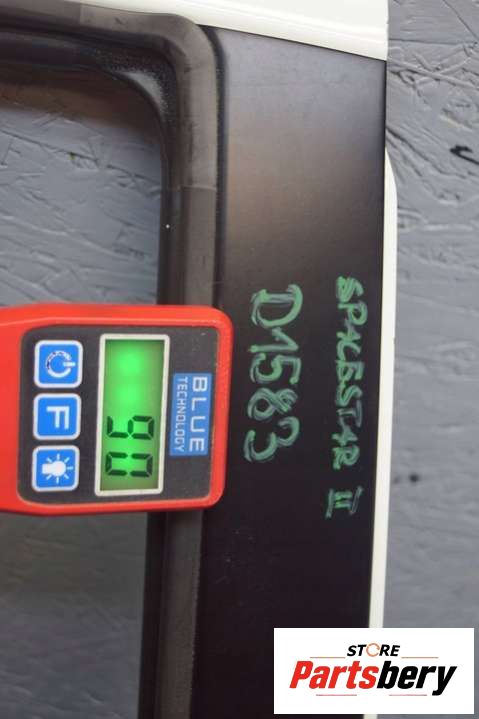 SPACESTAR II
D1583
BLUE
TECHNOLOGY
90
F
STORE
Partsbery